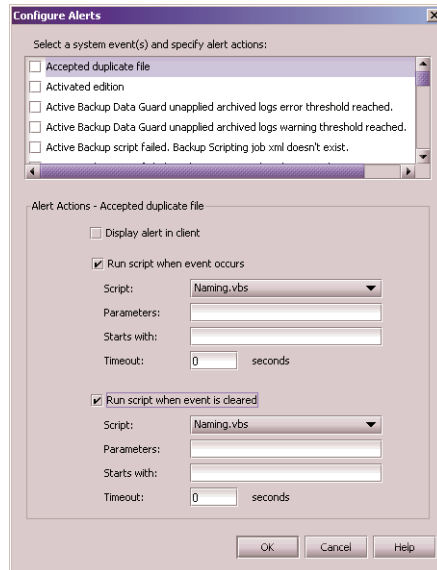 Configure Alerts
Select a system event(s) and specify alert actions:
Accepted duplicate file
Activated edition
Active Backup Data Guard unapplied archived logs error threshold reached.
Active Backup Data Guard unapplied archived logs warning threshold reached.
Active Backup script failed. Backup Scripting job xml doesn't exist.
Alert Actions - Accepted duplicate file
Display alert in client
Run script when event occurs
Script: Naming.vbs
Parameters:
Starts with:
Timeout: 0 seconds
Run script when event is cleared
Script: Naming.vbs
Parameters:
Starts with:
Timeout: 0 seconds
OK Cancel Help